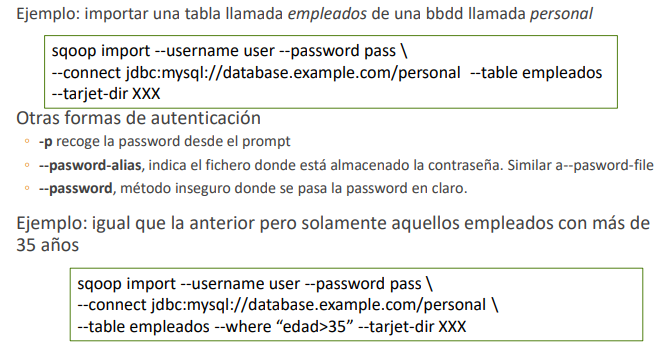 Ejemplo: importar una tabla llamada empleados de una bbdd llamada personal
sqoop import --username user --password pass \
--connect jdbc:mysql://database.example.com/personal --table empleados
--tarjet-dir XXX
Otras formas de autenticación
◦ -p recoge la password desde el prompt
◦ --pasword-alias, indica el fichero donde está almacenado la contraseña. Similar a--pasword-file
◦ --password, método inseguro donde se pasa la password en claro.
Ejemplo: igual que la anterior pero solamente aquellos empleados con más de
35 años
sqoop import --username user --password pass \
--connect jdbc:mysql://database.example.com/personal \
--table empleados --where “edad>35” --tarjet-dir XXX